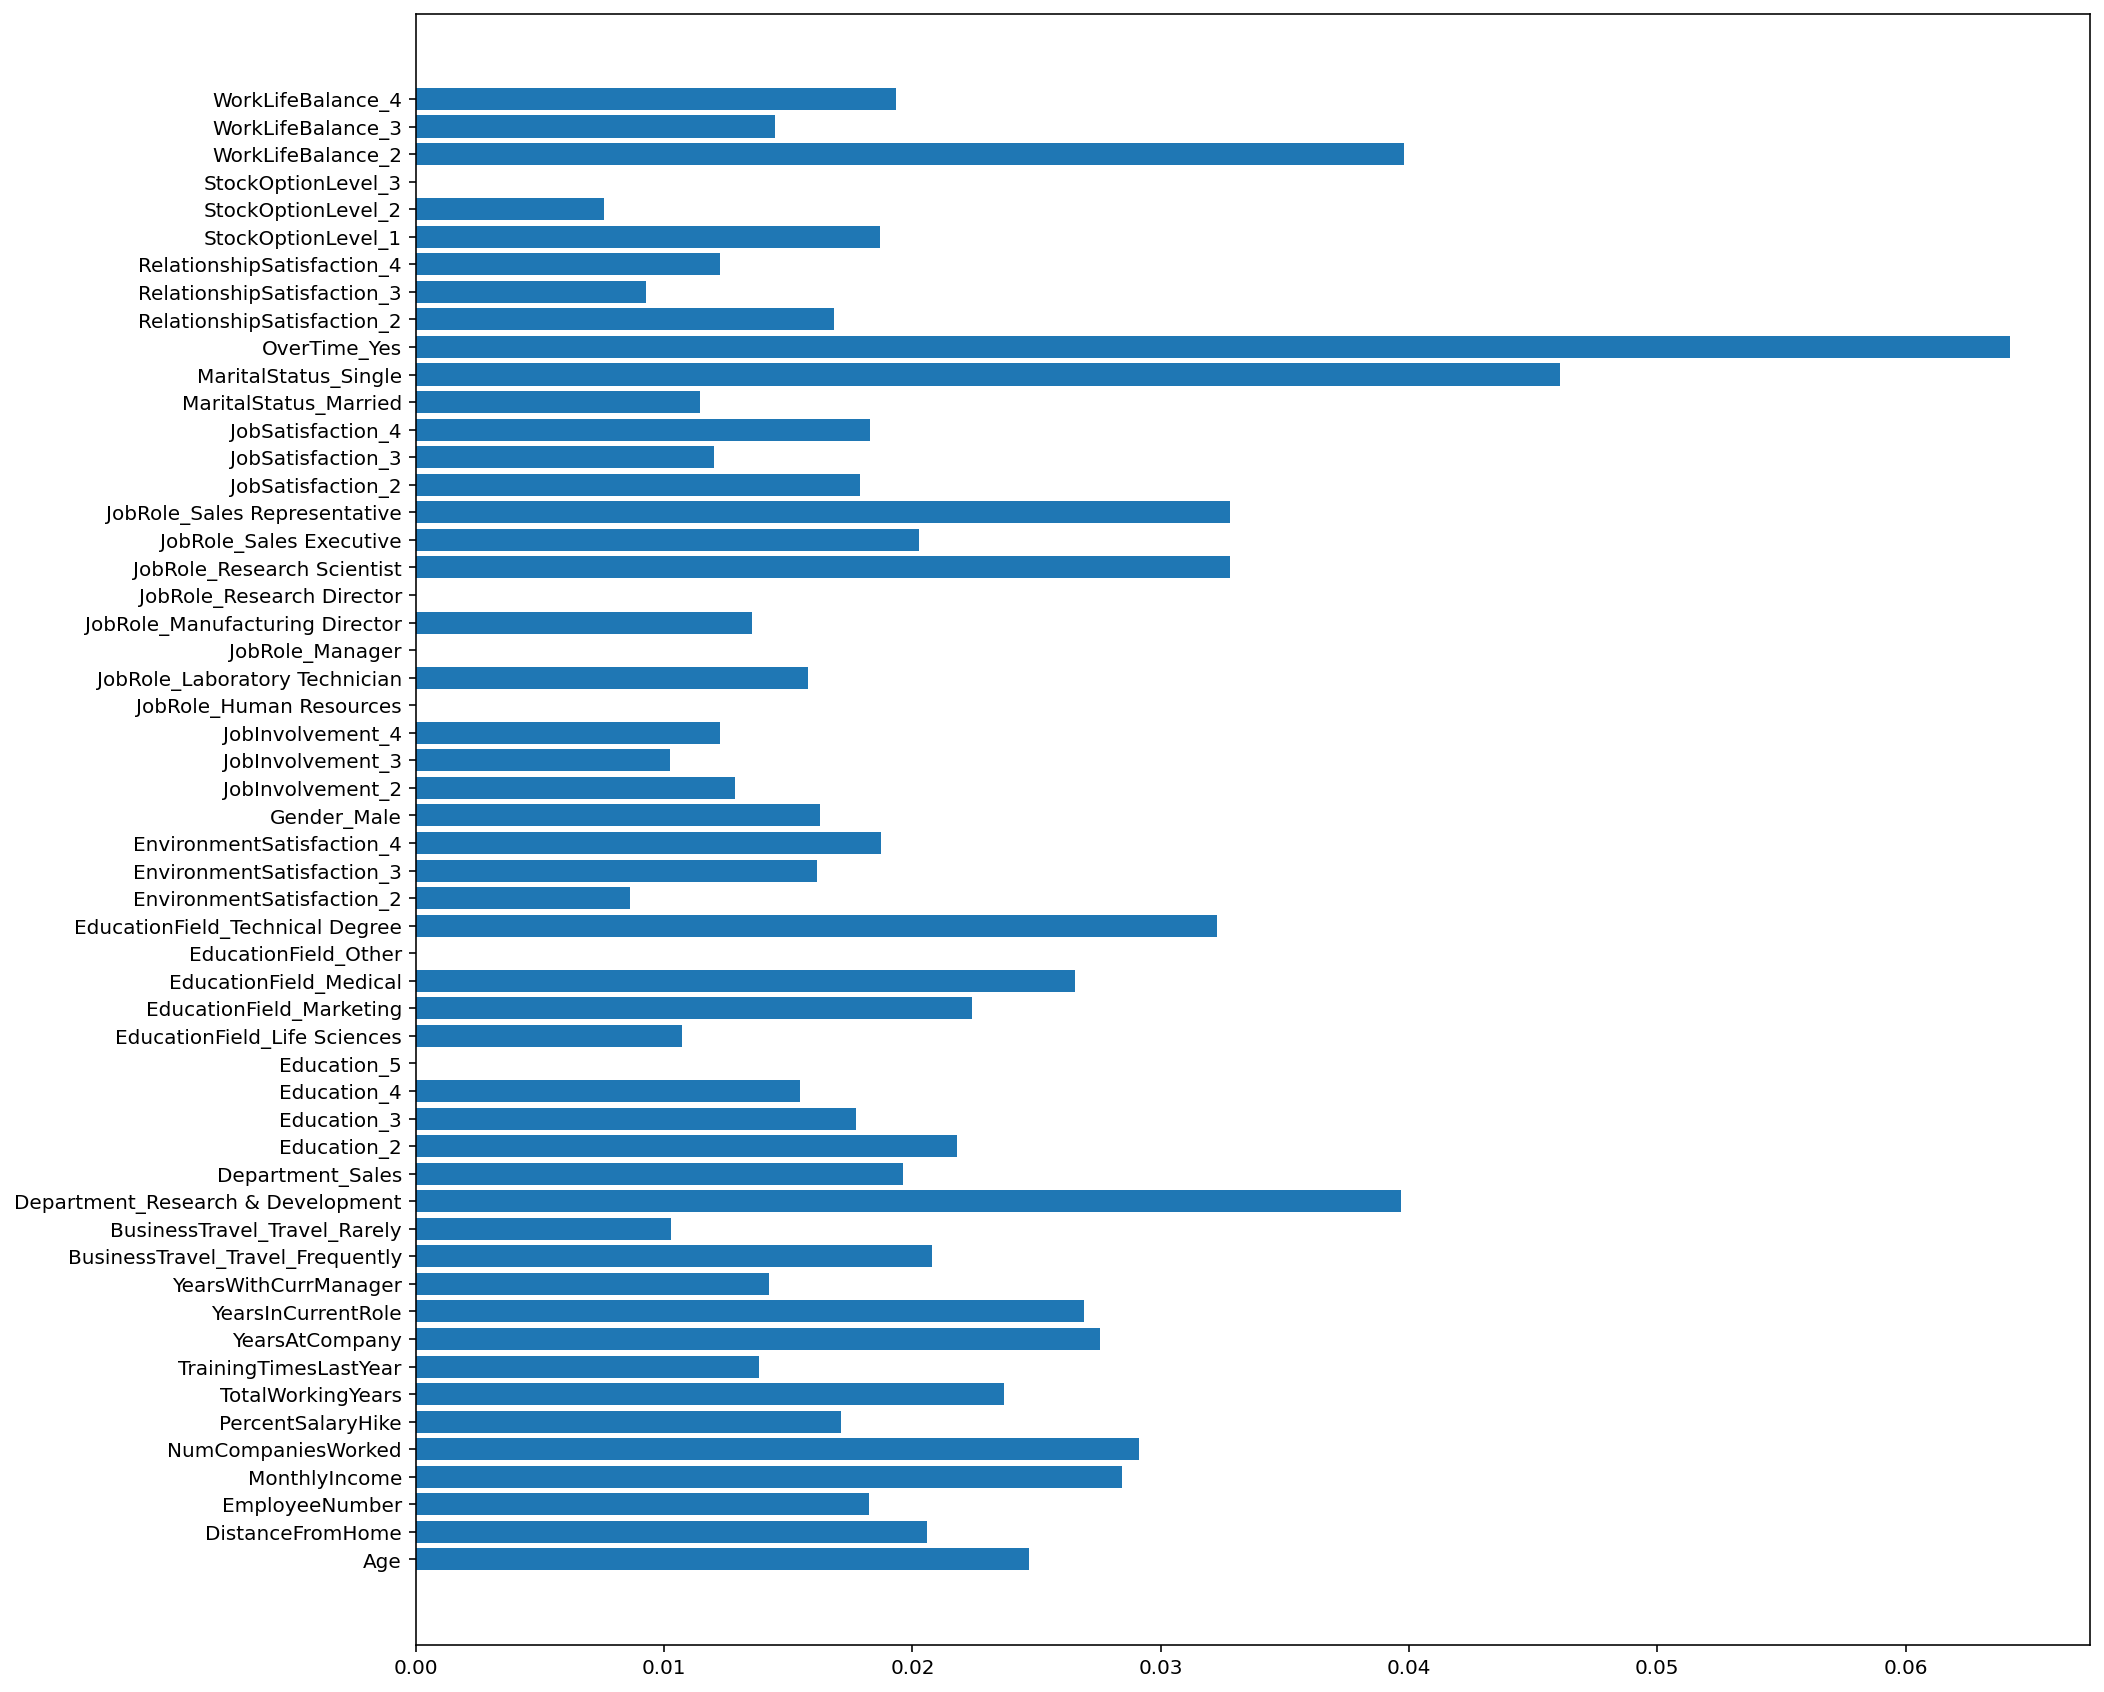 WorkLifeBalance_4
WorkLifeBalance_3
WorkLifeBalance_2
StockOptionLevel_3
StockOptionLevel_2
StockOptionLevel_1
RelationshipSatisfaction_4
RelationshipSatisfaction_3
RelationshipSatisfaction_2
OverTime_Yes
MaritalStatus_Single
MaritalStatus_Married
JobSatisfaction_4
JobSatisfaction_3
JobSatisfaction_2
JobRole_Sales Representative
JobRole_Sales Executive
JobRole_Research Scientist
JobRole_Research Director
JobRole_Manufacturing Director
JobRole_Manager
JobRole_Laboratory Technician
JobRole_Human Resources
JobInvolvement_4
JobInvolvement_3
JobInvolvement_2
Gender_Male
EnvironmentSatisfaction_4
EnvironmentSatisfaction_3
EnvironmentSatisfaction_2
EducationField_Technical Degree
EducationField_Other
EducationField_Medical
EducationField_Marketing
EducationField_Life Sciences
Education_5
Education_4
Education_3
Education_2
Department_Sales
Department_Research & Development
BusinessTravel_Travel_Rarely
BusinessTravel_Travel_Frequently
YearsWithCurrManager
YearsInCurrentRole
YearsAtCompany
TrainingTimesLastYear
TotalWorkingYears
PercentSalaryHike
NumCompaniesWorked
MonthlyIncome
EmployeeNumber
DistanceFromHome
Age
0.00 0.01 0.02 0.03 0.04 0.05 0.06